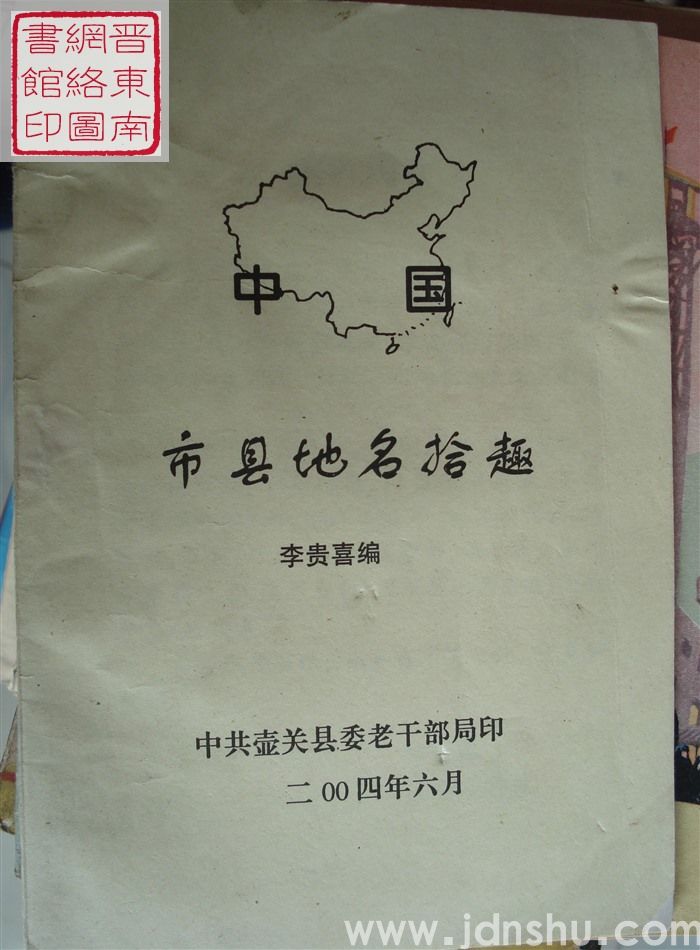 晋東南
網絡圖
書館印
中国
市县地名拾趣
李贵喜编
中共壶关县委老干部局印
二00四年六月
www.jdnshu.com